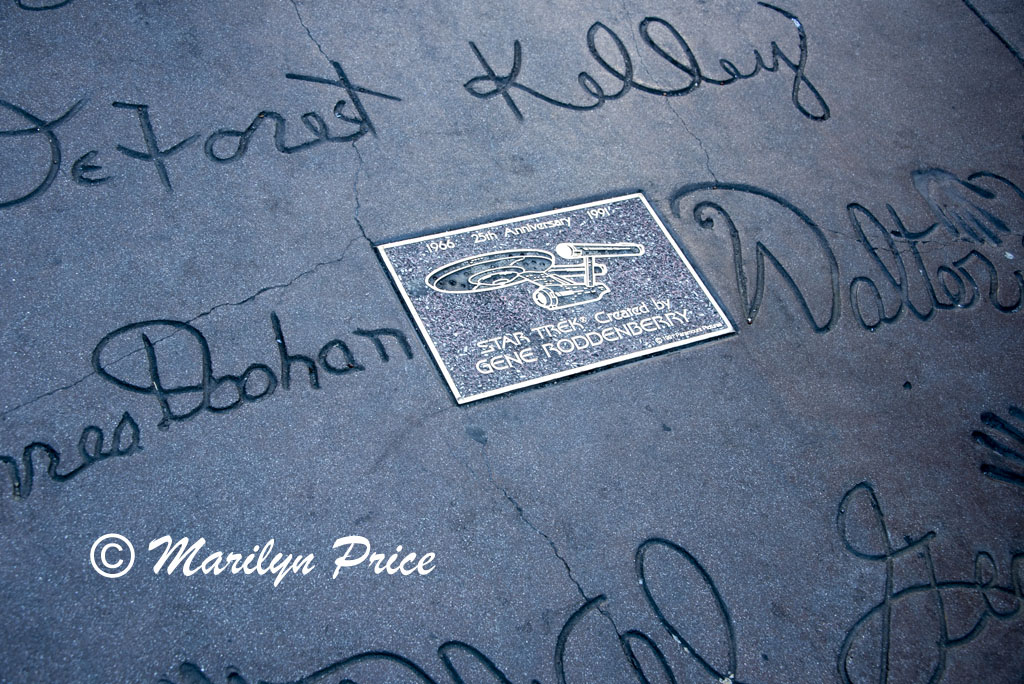 DeForest Kelley
1966 25th Anniversary 1991
STAR TREK® Created by
GENE RODDENBERRY
Doohan
Walter
© Marilyn Price